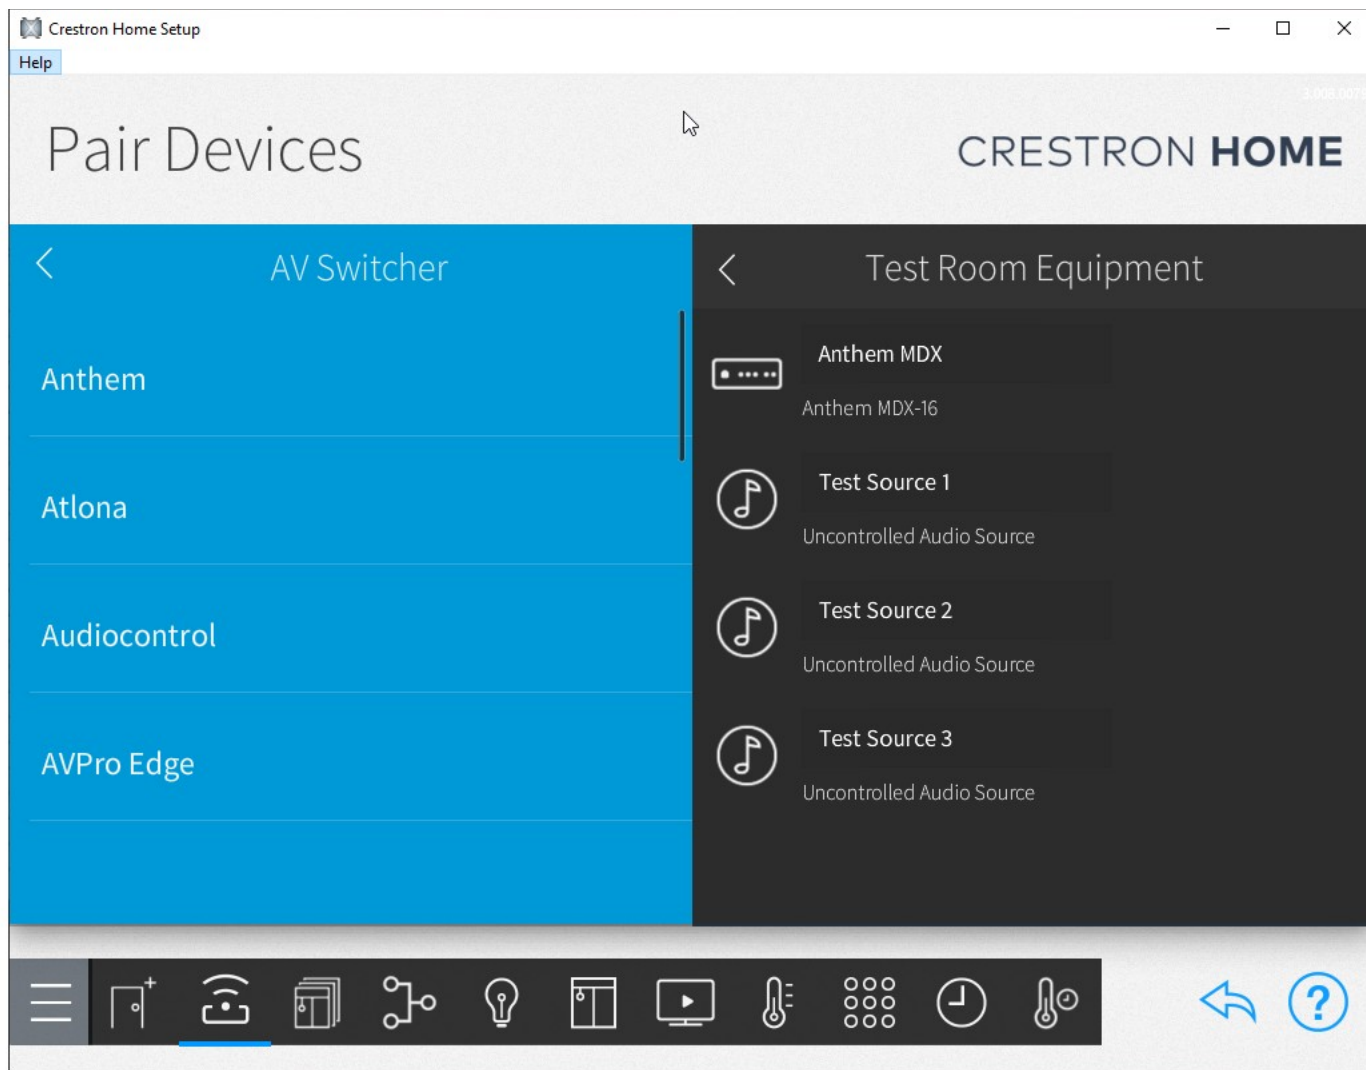 Crestron Home Setup
Help
Pair Devices
CRESTRON HOME
AV Switcher
Anthem
Atlona
Audiocontrol
AVPro Edge
Test Room Equipment
Anthem MDX
Anthem MDX-16
Test Source 1
Uncontrolled Audio Source
Test Source 2
Uncontrolled Audio Source
Test Source 3
Uncontrolled Audio Source
?